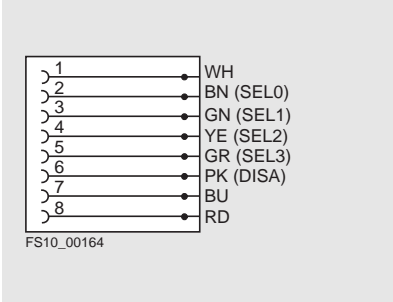 1 WH
2 BN (SEL0)
3 GN (SEL1)
4 YE (SEL2)
5 GR (SEL3)
6 PK (DISA)
7 BU
8 RD
FS10_00164